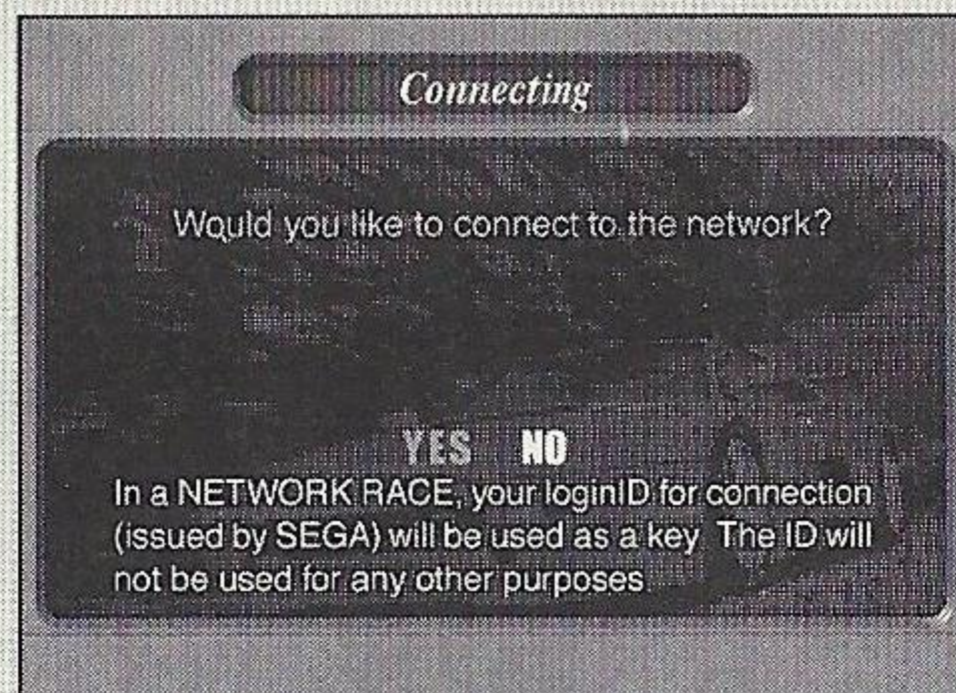 Connecting
Would you like to connect to the network?
YES NO
In a NETWORK RACE, your loginID for connection
(issued by SEGA) will be used as a key. The ID will
not be used for any other purposes.